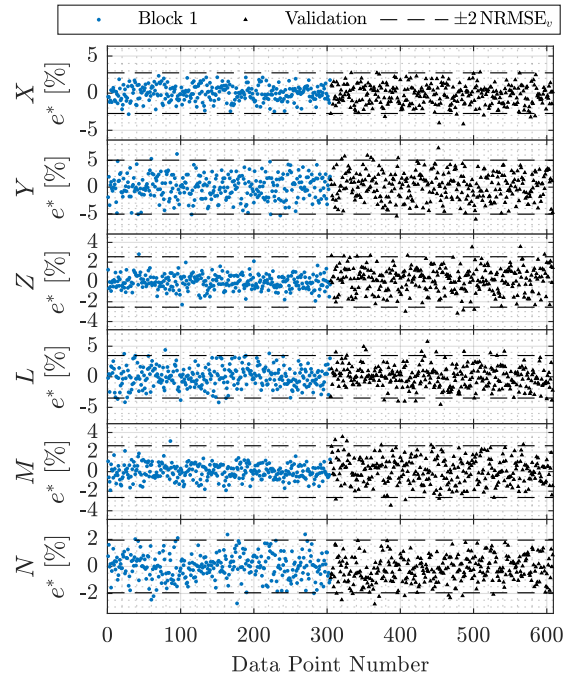 Block 1 Validation ±2 NRMSEᵥ
X
e* [%]
5
0
-5
Y
e* [%]
5
0
-5
Z
e* [%]
4
2
0
-2
-4
L
e* [%]
5
0
-5
M
e* [%]
4
2
0
-2
-4
N
e* [%]
2
0
-2
0 100 200 300 400 500 600
Data Point Number